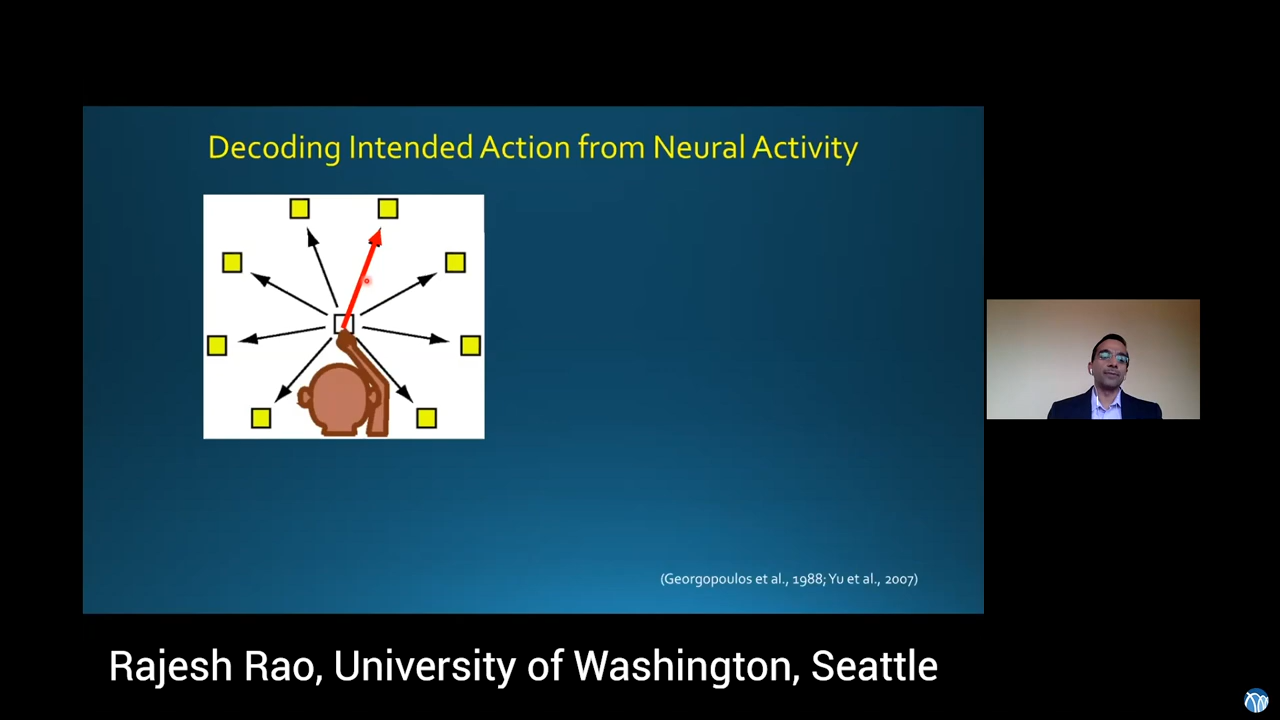 Decoding Intended Action from Neural Activity
(Georgopoulos et al., 1988; Yu et al., 2007)
Rajesh Rao, University of Washington, Seattle